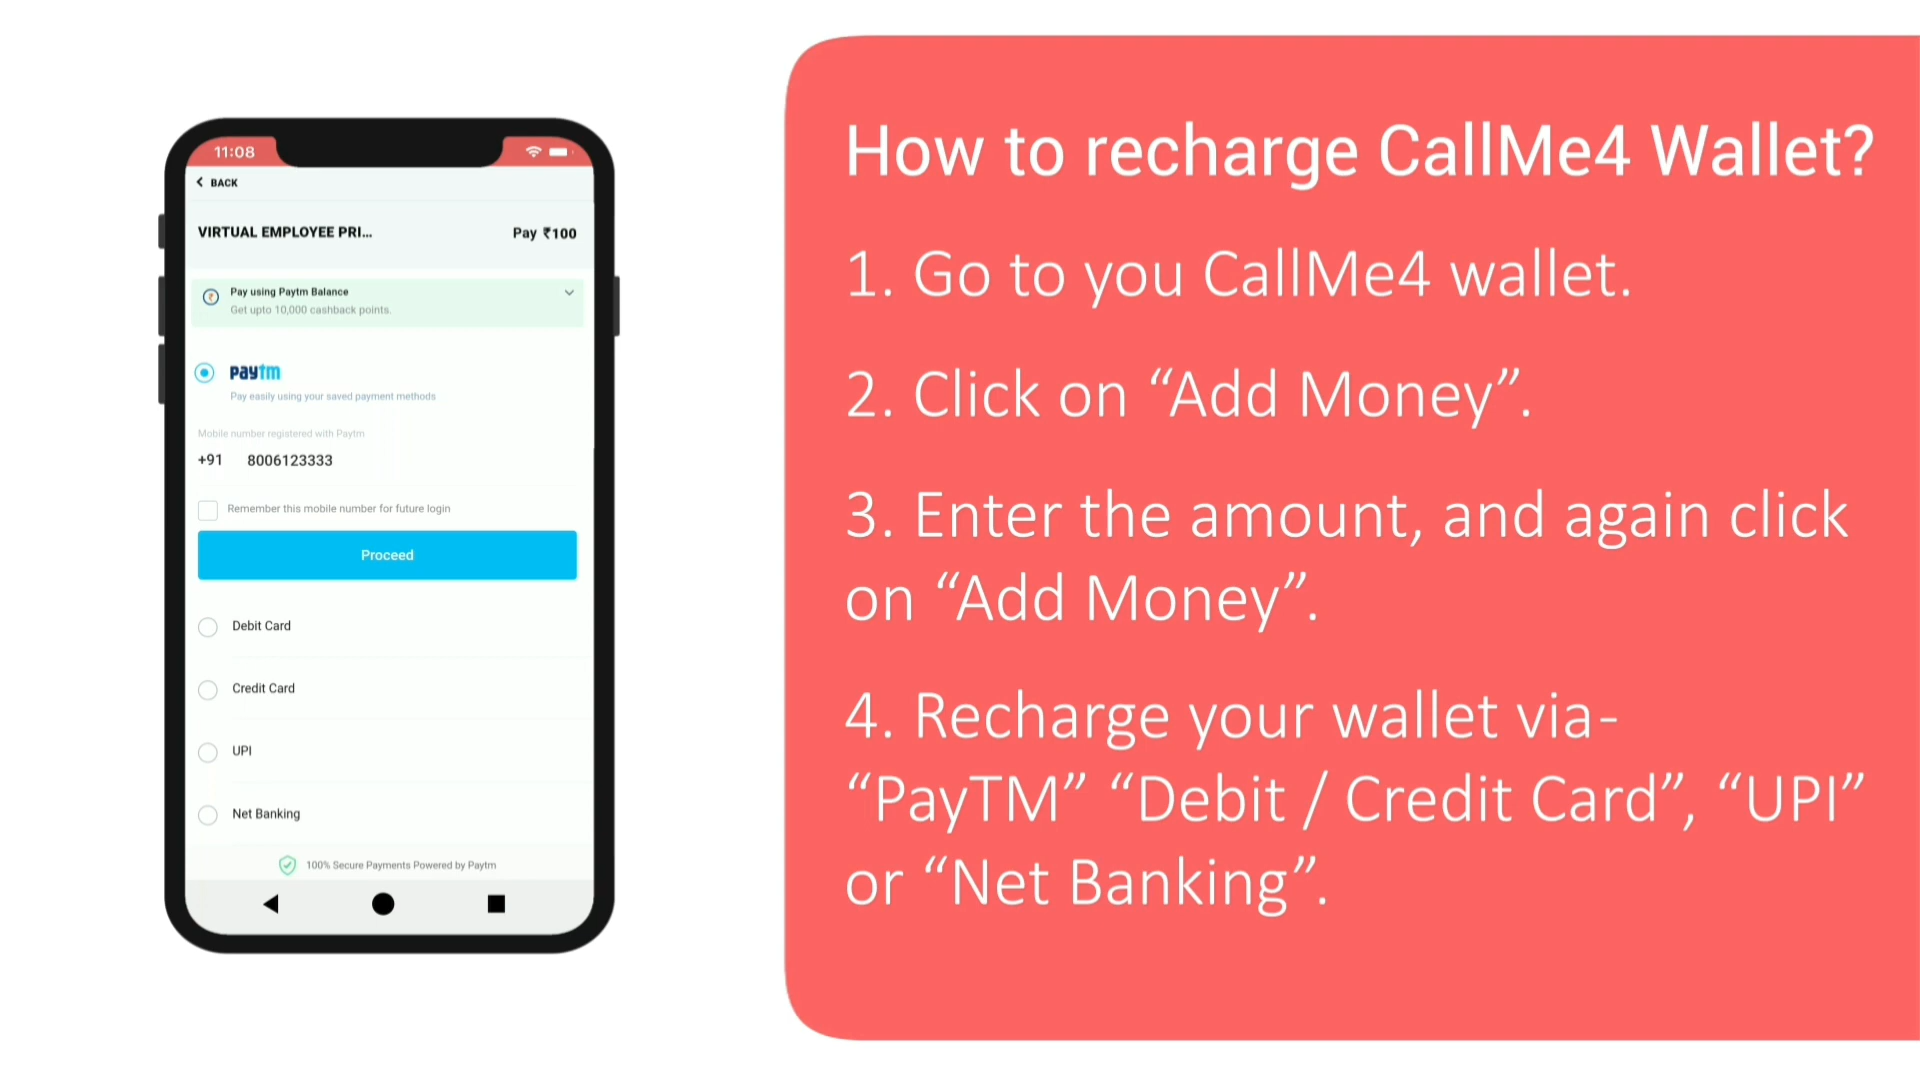 11:08
BACK
VIRTUAL EMPLOYEE PRI...
Pay ₹100
Pay using Paytm Balance
Get upto 10,000 cashback points.
paytm
Pay easily using your saved payment methods
Mobile number registered with Paytm
+91 8006123333
Remember this mobile number for future login
Proceed
Debit Card
Credit Card
UPI
Net Banking
100% Secure Payments Powered by Paytm
How to recharge CallMe4 Wallet?
1. Go to you CallMe4 wallet.
2. Click on “Add Money”.
3. Enter the amount, and again click
on “Add Money”.
4. Recharge your wallet via-
“PayTM” “Debit / Credit Card”, “UPI”
or “Net Banking”.